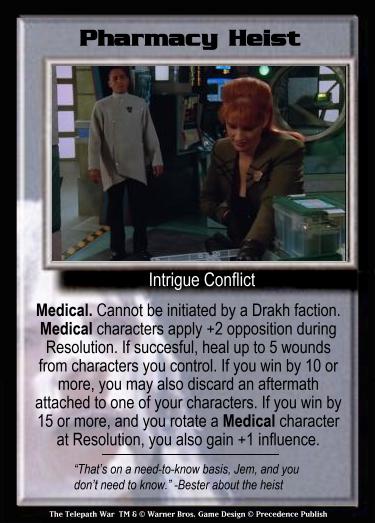 Pharmacy Heist
Intrigue Conflict
Medical. Cannot be initiated by a Drakh faction.
Medical characters apply +2 opposition during
Resolution. If succesful, heal up to 5 wounds
from characters you control. If you win by 10 or
more, you may also discard an aftermath
attached to one of your characters. If you win by
15 or more, and you rotate a Medical character
at Resolution, you also gain +1 influence.
"That's on a need-to-know basis, Jem, and you
don't need to know." -Bester about the heist
The Telepath War TM & © Warner Bros. Game Design © Precedence Publish